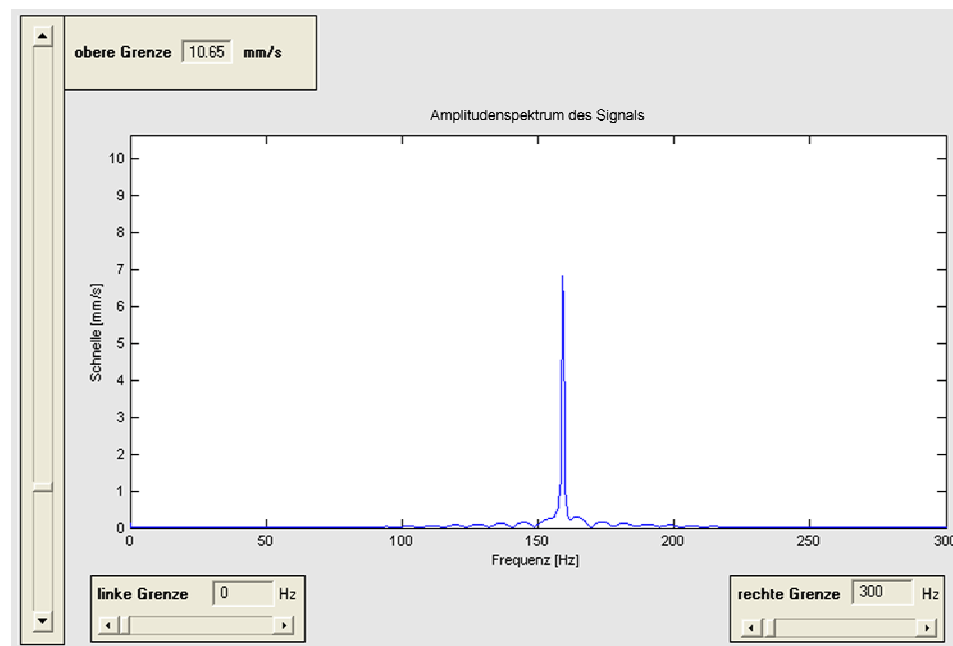 obere Grenze 10.65 mm/s
Amplitudenspektrum des Signals
10
9
8
7
6
5
4
3
2
1
0
Schnelle [mm/s]
0 50 100 150 200 250 300
Frequenz [Hz]
linke Grenze 0 Hz
rechte Grenze 300 Hz